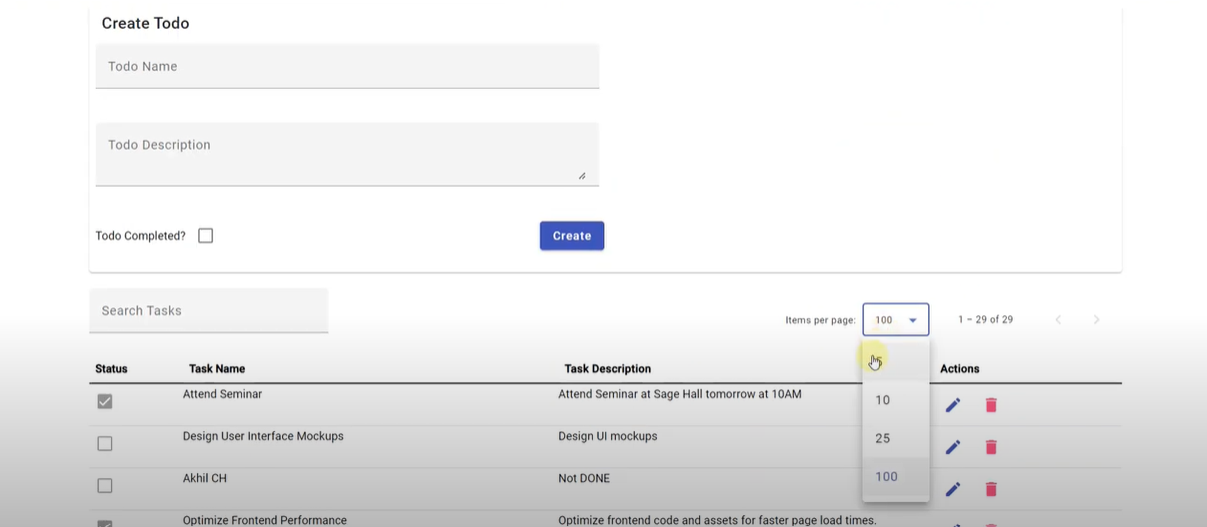 Create Todo
Todo Name
Todo Description
Todo Completed?
Create
Search Tasks
Items per page: 100 1 – 29 of 29
Status Task Name Task Description Actions
Attend Seminar Attend Seminar at Sage Hall tomorrow at 10AM
10
Design User Interface Mockups Design UI mockups
25
Akhil CH Not DONE
100
Optimize Frontend Performance Optimize frontend code and assets for faster page load times.